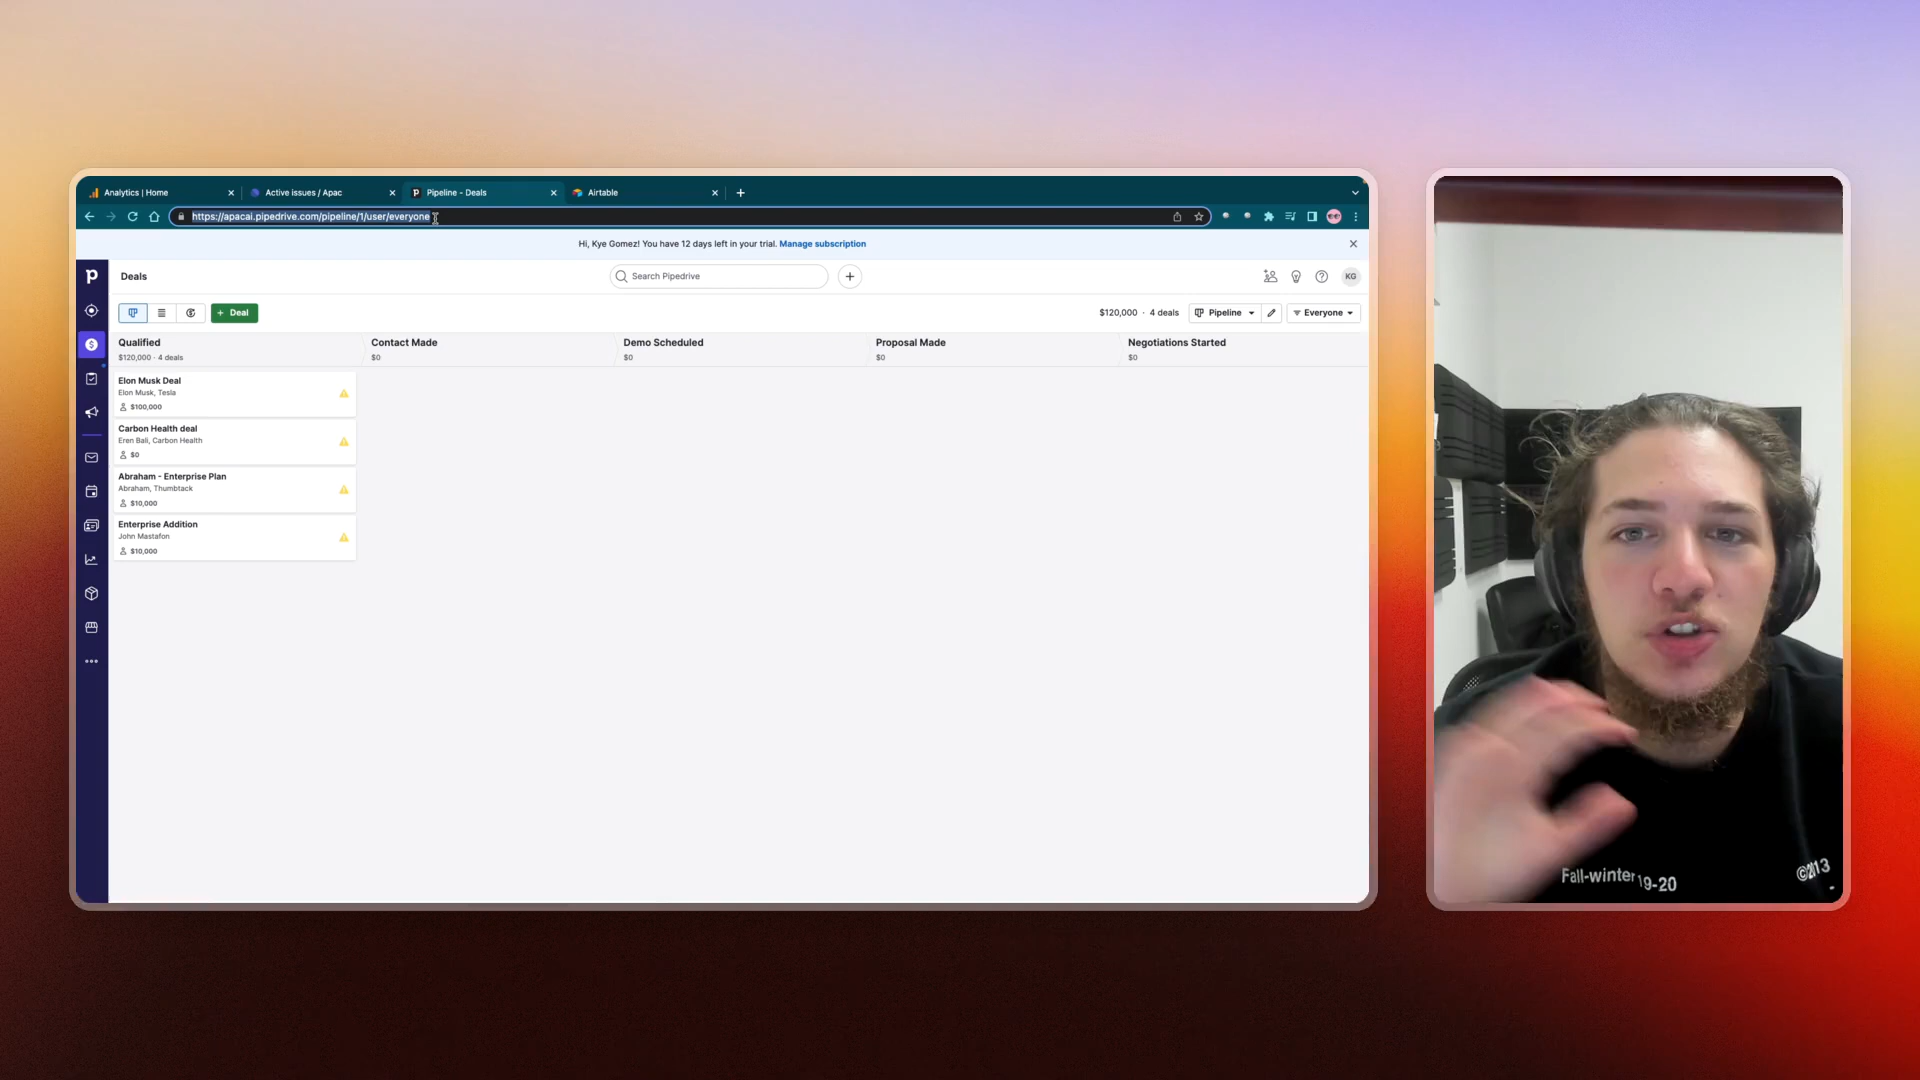 Analytics | Home
Active issues / Apac
Pipeline - Deals
Airtable
https://apacai.pipedrive.com/pipeline/1/user/everyone
Hi, Kye Gomez! You have 12 days left in your trial. Manage subscription
Deals
Search Pipedrive
KG
+ Deal
$120,000 · 4 deals
Pipeline
Everyone
Qualified
$120,000 · 4 deals
Contact Made
$0
Demo Scheduled
$0
Proposal Made
$0
Negotiations Started
$0
Elon Musk Deal
Elon Musk, Tesla
$100,000
Carbon Health deal
Eren Bali, Carbon Health
$0
Abraham - Enterprise Plan
Abraham, Thumbtack
$10,000
Enterprise Addition
John Mastafon
$10,000
Fall-winter 19-20
©2013